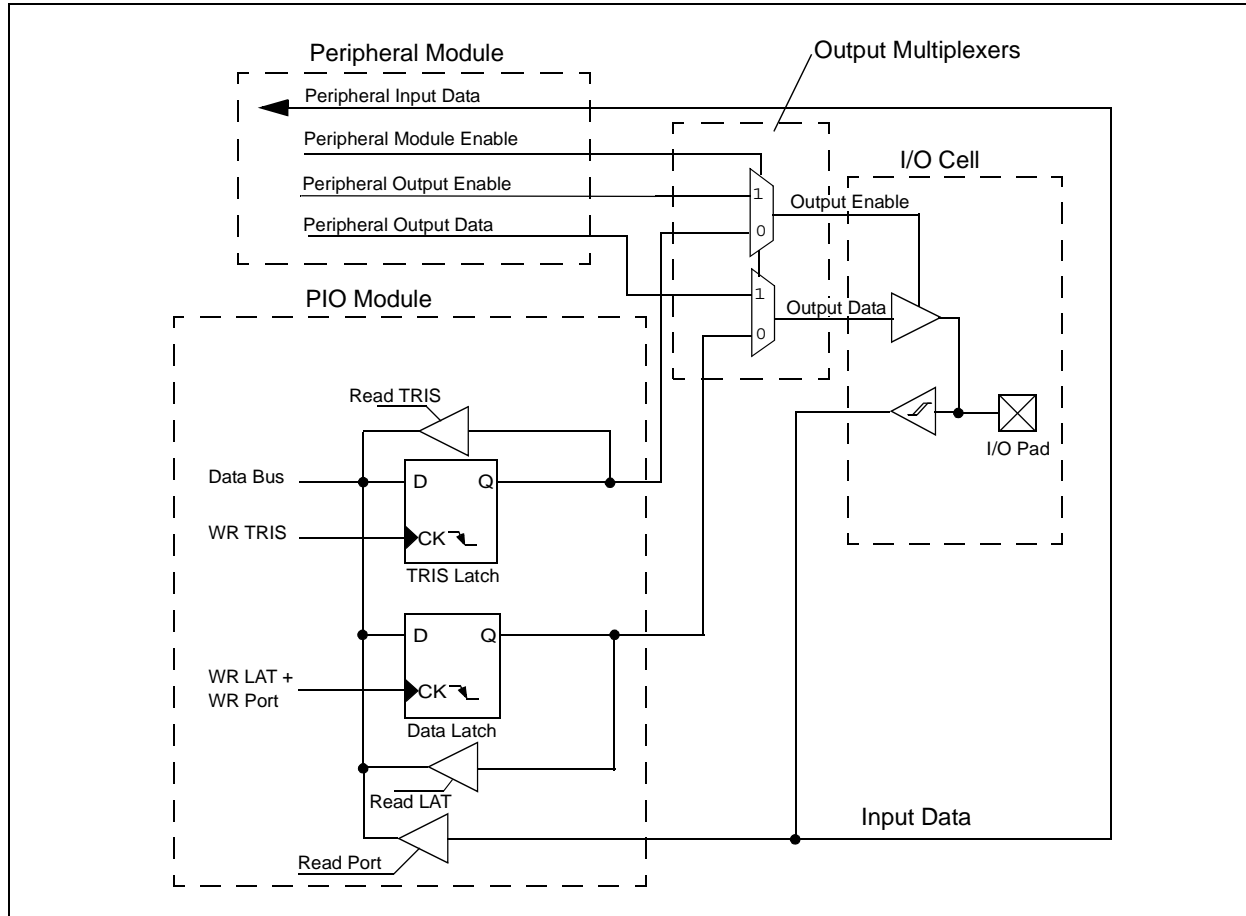 Peripheral Module
Output Multiplexers
Peripheral Input Data
Peripheral Module Enable
I/O Cell
Peripheral Output Enable
1
Output Enable
Peripheral Output Data
0
PIO Module
1
Output Data
0
Read TRIS
I/O Pad
Data Bus
D
Q
WR TRIS
CK
TRIS Latch
D
Q
WR LAT +
WR Port
CK
Data Latch
Read LAT
Input Data
Read Port